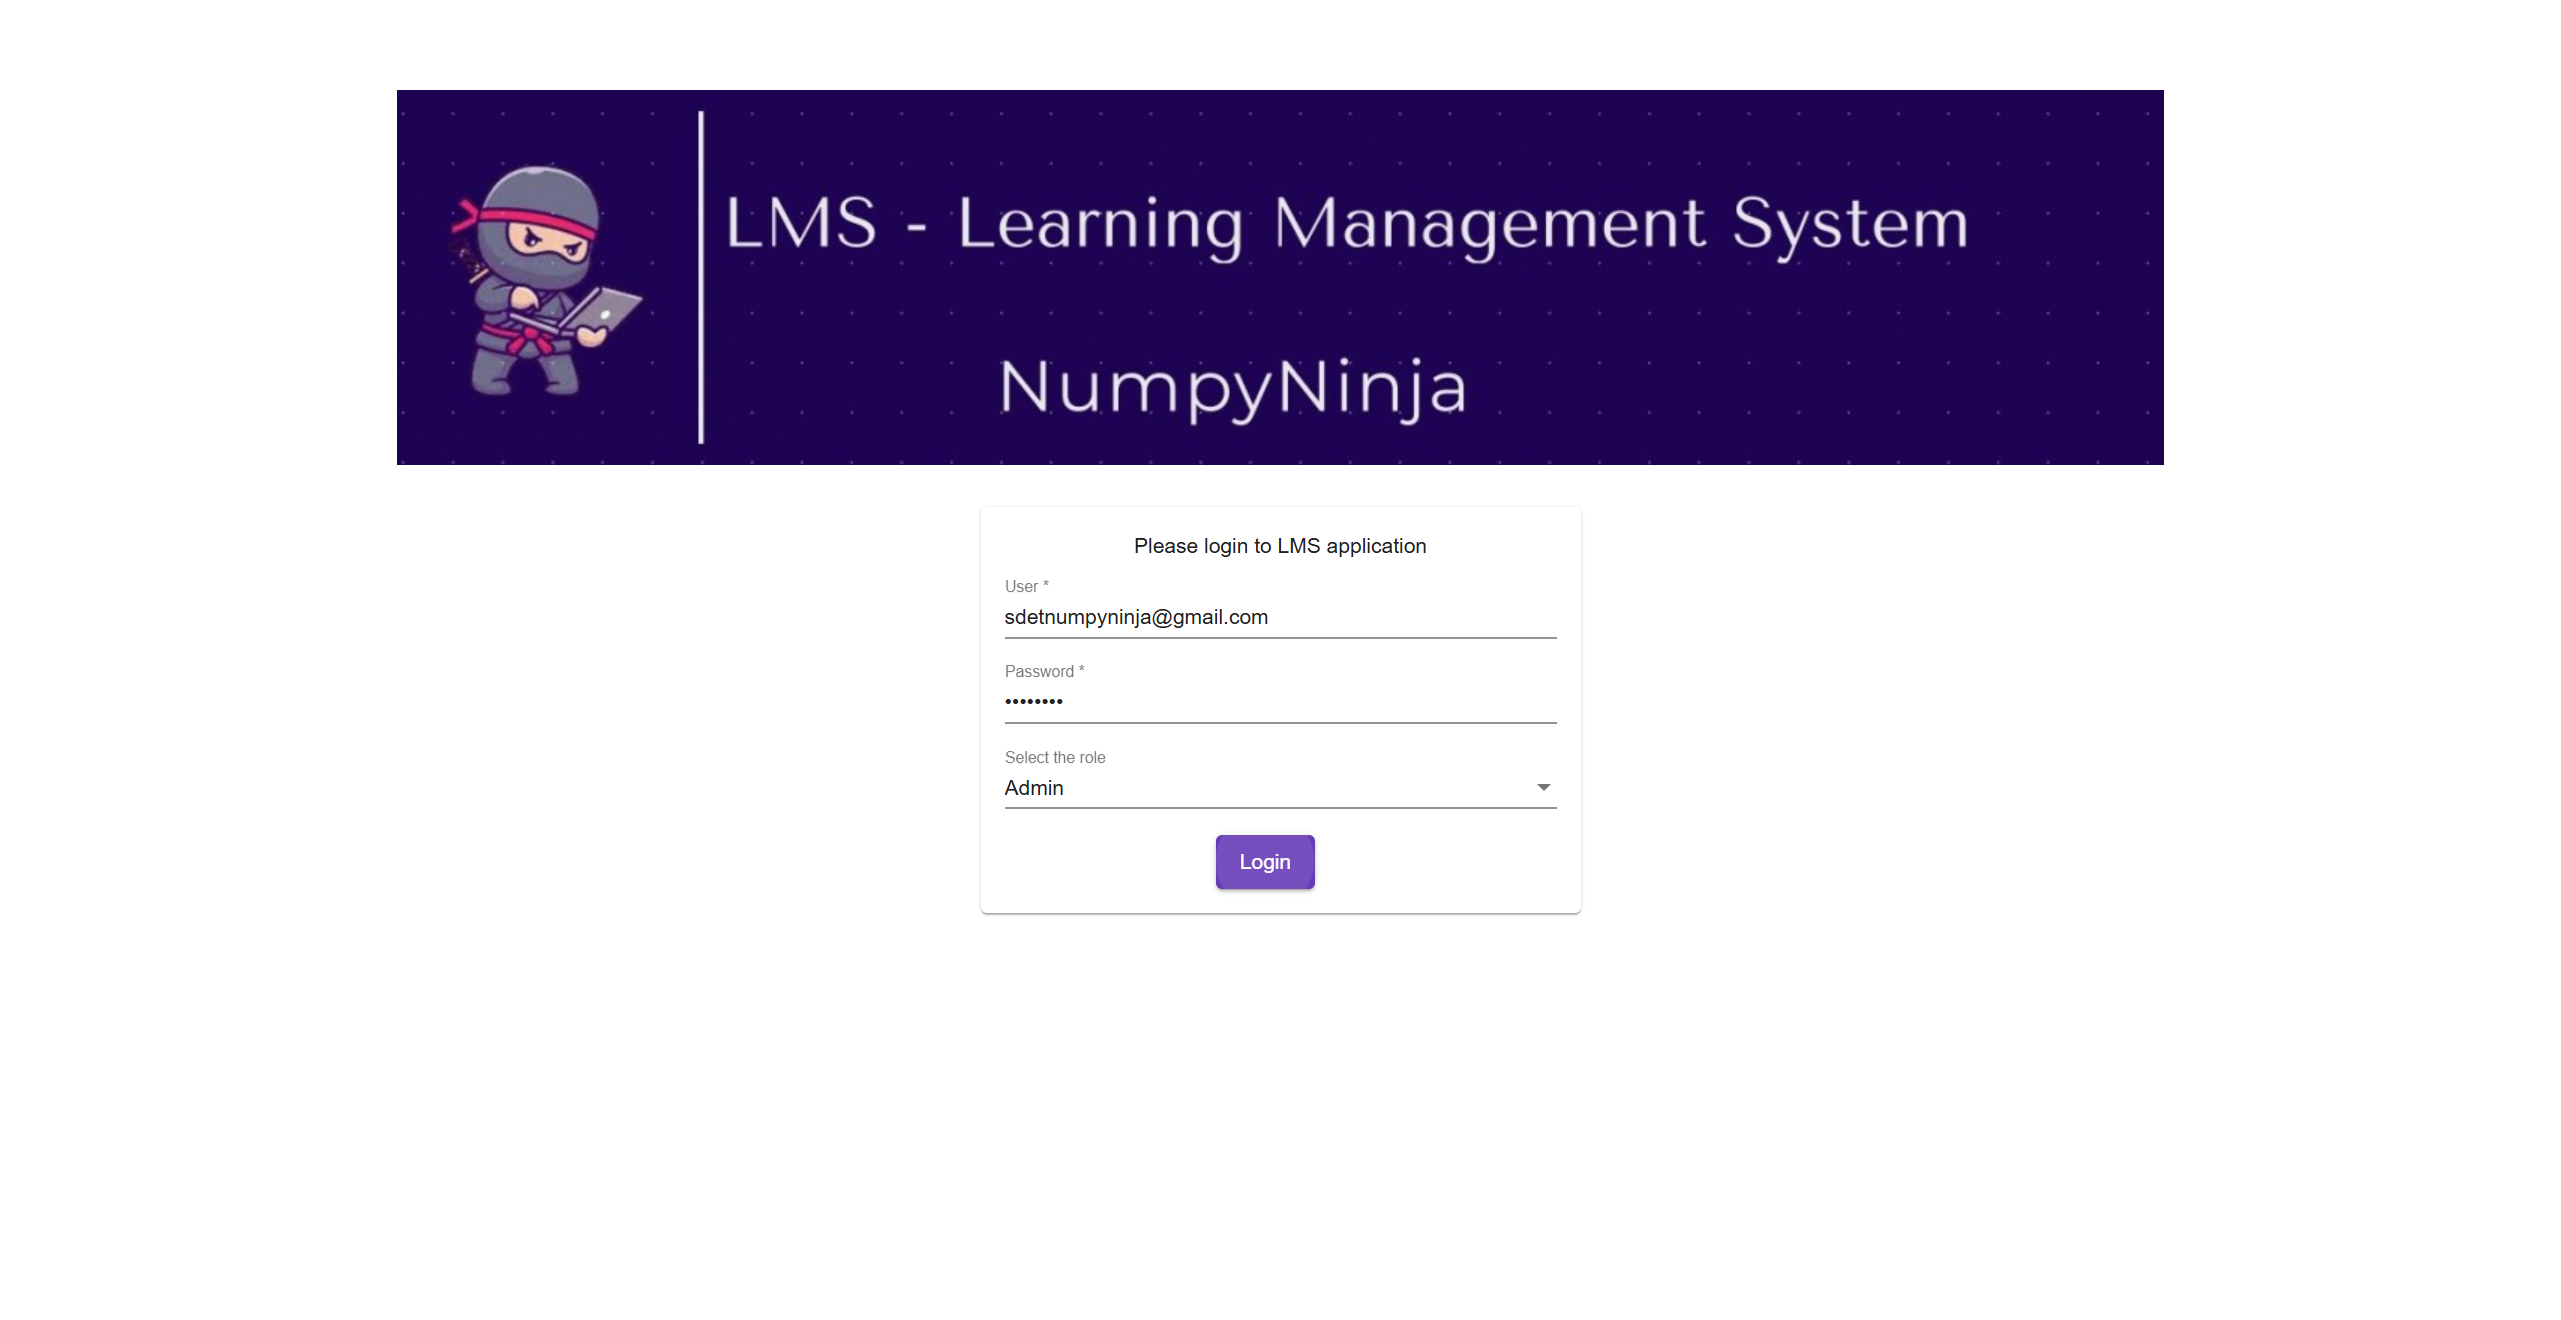 LMS - Learning Management System
NumpyNinja
Please login to LMS application
User *
sdetnumpyninja@gmail.com
Password *
••••••••
Select the role
Admin
Login